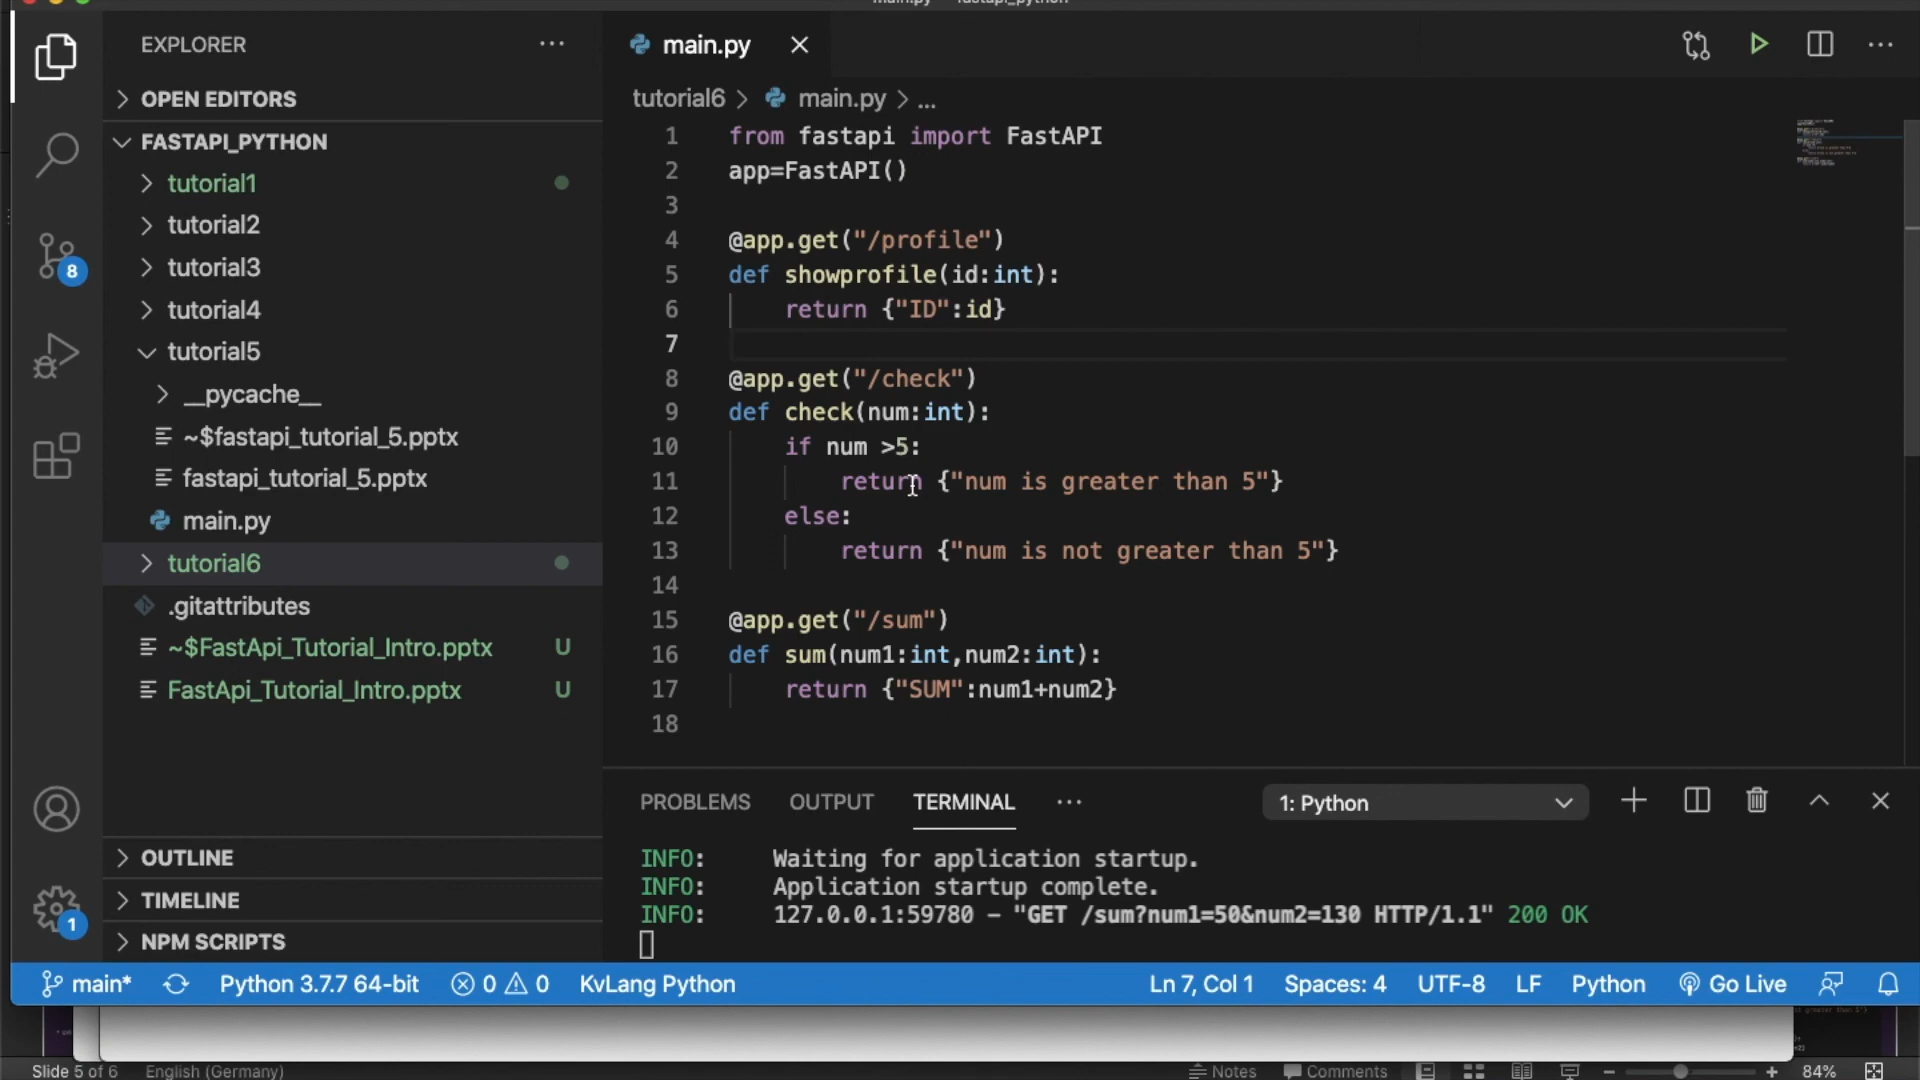 main.py — fastapi_python
EXPLORER
OPEN EDITORS
FASTAPI_PYTHON
tutorial1
tutorial2
tutorial3
tutorial4
tutorial5
__pycache__
~$fastapi_tutorial_5.pptx
fastapi_tutorial_5.pptx
main.py
tutorial6
.gitattributes
~$FastApi_Tutorial_Intro.pptx U
FastApi_Tutorial_Intro.pptx U
OUTLINE
TIMELINE
NPM SCRIPTS
8
1
main.py
tutorial6 > main.py > ...
1 from fastapi import FastAPI
2 app=FastAPI()
3
4 @app.get("/profile")
5 def showprofile(id:int):
6 return {"ID":id}
7
8 @app.get("/check")
9 def check(num:int):
10 if num >5:
11 return {"num is greater than 5"}
12 else:
13 return {"num is not greater than 5"}
14
15 @app.get("/sum")
16 def sum(num1:int,num2:int):
17 return {"SUM":num1+num2}
18
PROBLEMS OUTPUT TERMINAL ... 1: Python
INFO: Waiting for application startup.
INFO: Application startup complete.
INFO: 127.0.0.1:59780 - "GET /sum?num1=50&num2=130 HTTP/1.1" 200 OK
main* Python 3.7.7 64-bit 0 0 KvLang Python Ln 7, Col 1 Spaces: 4 UTF-8 LF Python Go Live
Slide 5 of 6 English (Germany) Notes Comments 84%